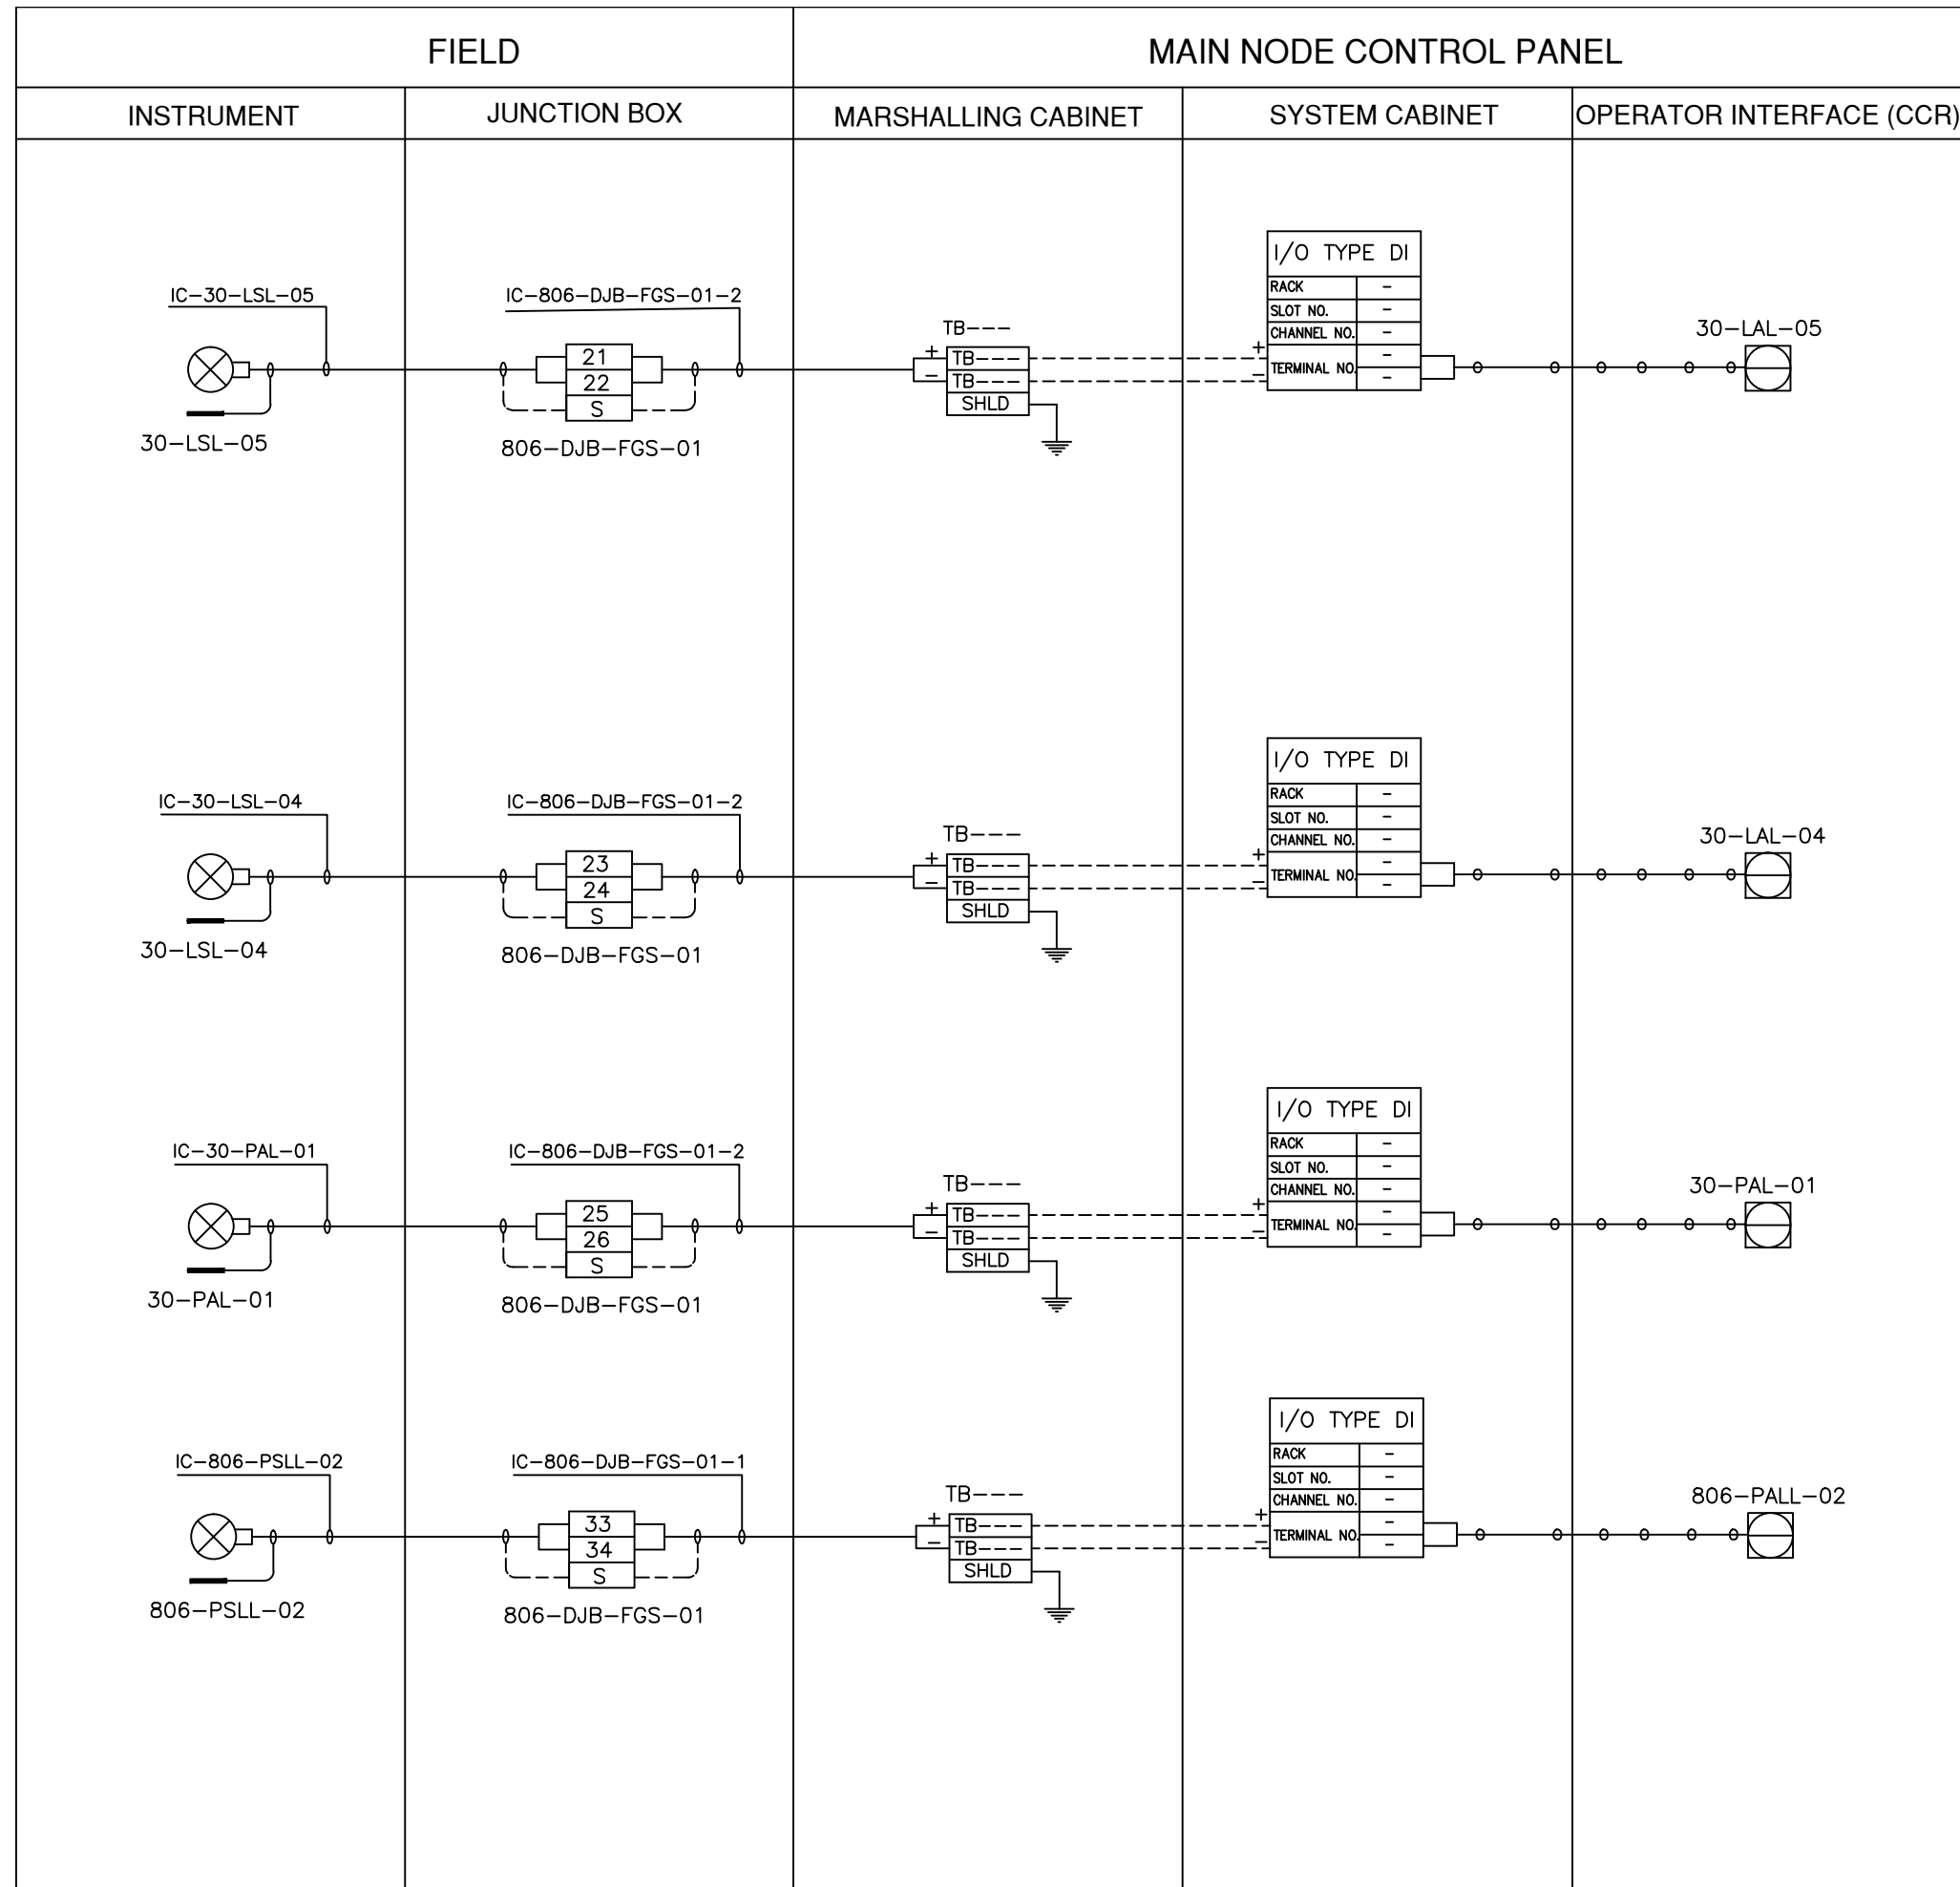 FIELD
MAIN NODE CONTROL PANEL
INSTRUMENT
JUNCTION BOX
MARSHALLING CABINET
SYSTEM CABINET
OPERATOR INTERFACE (CCR)
IC-30-LSL-05
30-LSL-05
IC-806-DJB-FGS-01-2
21
22
S
806-DJB-FGS-01
TB---
+ TB----
- TB----
SHLD
I/O TYPE DI
RACK -
SLOT NO. -
CHANNEL NO. -
+ -
TERMINAL NO.
- -
30-LAL-05
IC-30-LSL-04
30-LSL-04
IC-806-DJB-FGS-01-2
23
24
S
806-DJB-FGS-01
TB----
+ TB----
- TB----
SHLD
I/O TYPE DI
RACK -
SLOT NO. -
CHANNEL NO. -
+ -
TERMINAL NO.
- -
30-LAL-04
IC-30-PAL-01
30-PAL-01
IC-806-DJB-FGS-01-2
25
26
S
806-DJB-FGS-01
TB---
+ TB----
- TB----
SHLD
I/O TYPE DI
RACK -
SLOT NO. -
CHANNEL NO. -
+ -
TERMINAL NO.
- -
30-PAL-01
IC-806-PSLL-02
806-PSLL-02
IC-806-DJB-FGS-01-1
33
34
S
806-DJB-FGS-01
TB---
+ TB----
- TB----
SHLD
I/O TYPE DI
RACK -
SLOT NO. -
CHANNEL NO. -
+ -
TERMINAL NO.
- -
806-PALL-02